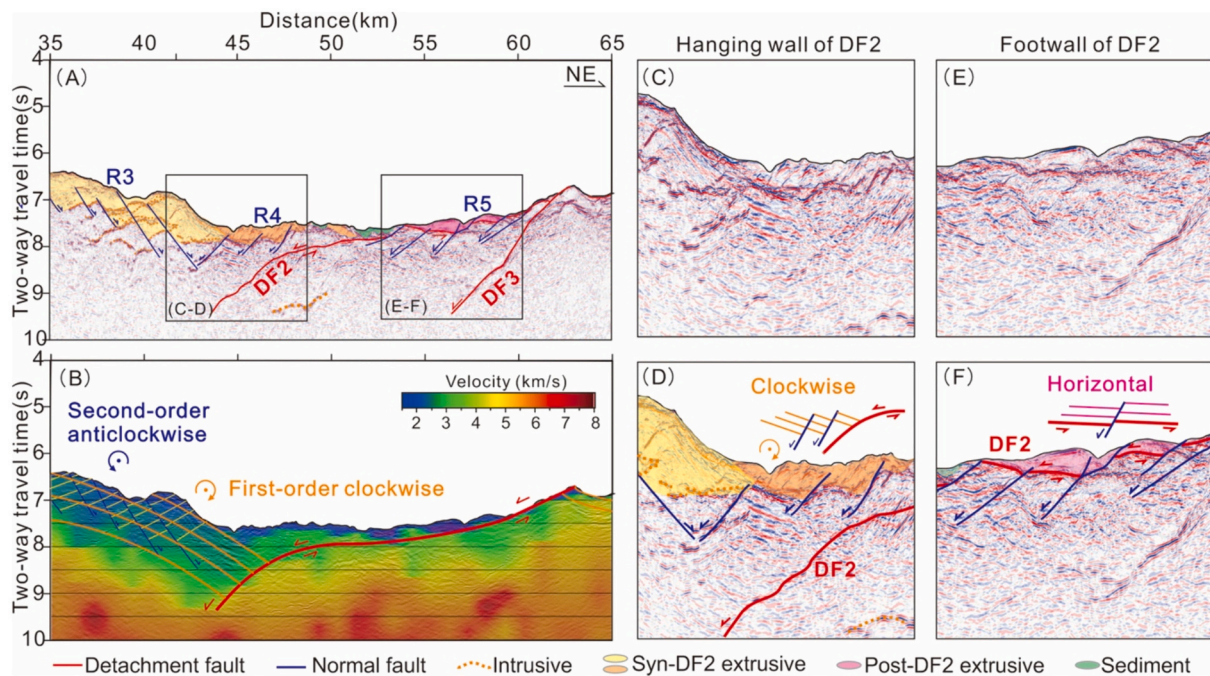 Distance(km)
35 40 45 50 55 60 65
Hanging wall of DF2
Footwall of DF2
Two-way travel time(s)
4
5
6
7
8
9
10
(A)
NE
R3
R4
R5
DF2
DF3
(C-D)
(E-F)
(C)
(E)
Two-way travel time(s)
4
5
6
7
8
9
10
(B)
Velocity (km/s)
2 3 4 5 6 7 8
Second-order
anticlockwise
First-order clockwise
(D)
Clockwise
DF2
(F)
Horizontal
DF2
Detachment fault
Normal fault
Intrusive
Syn-DF2 extrusive
Post-DF2 extrusive
Sediment